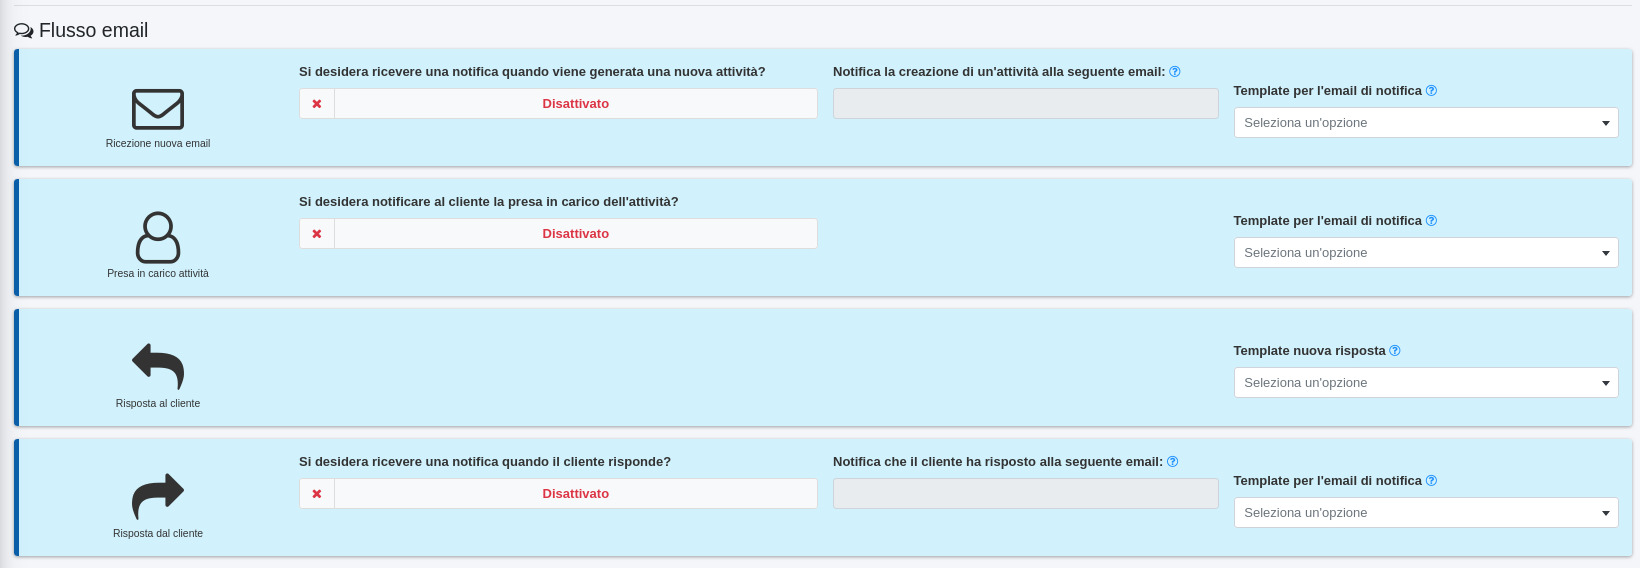 Flusso email
Si desidera ricevere una notifica quando viene generata una nuova attività?
Notifica la creazione di un'attività alla seguente email:
Template per l'email di notifica
Disattivato
Seleziona un'opzione
Ricezione nuova email
Si desidera notificare al cliente la presa in carico dell'attività?
Template per l'email di notifica
Disattivato
Seleziona un'opzione
Presa in carico attività
Template nuova risposta
Seleziona un'opzione
Risposta al cliente
Si desidera ricevere una notifica quando il cliente risponde?
Notifica che il cliente ha risposto alla seguente email:
Template per l'email di notifica
Disattivato
Seleziona un'opzione
Risposta dal cliente